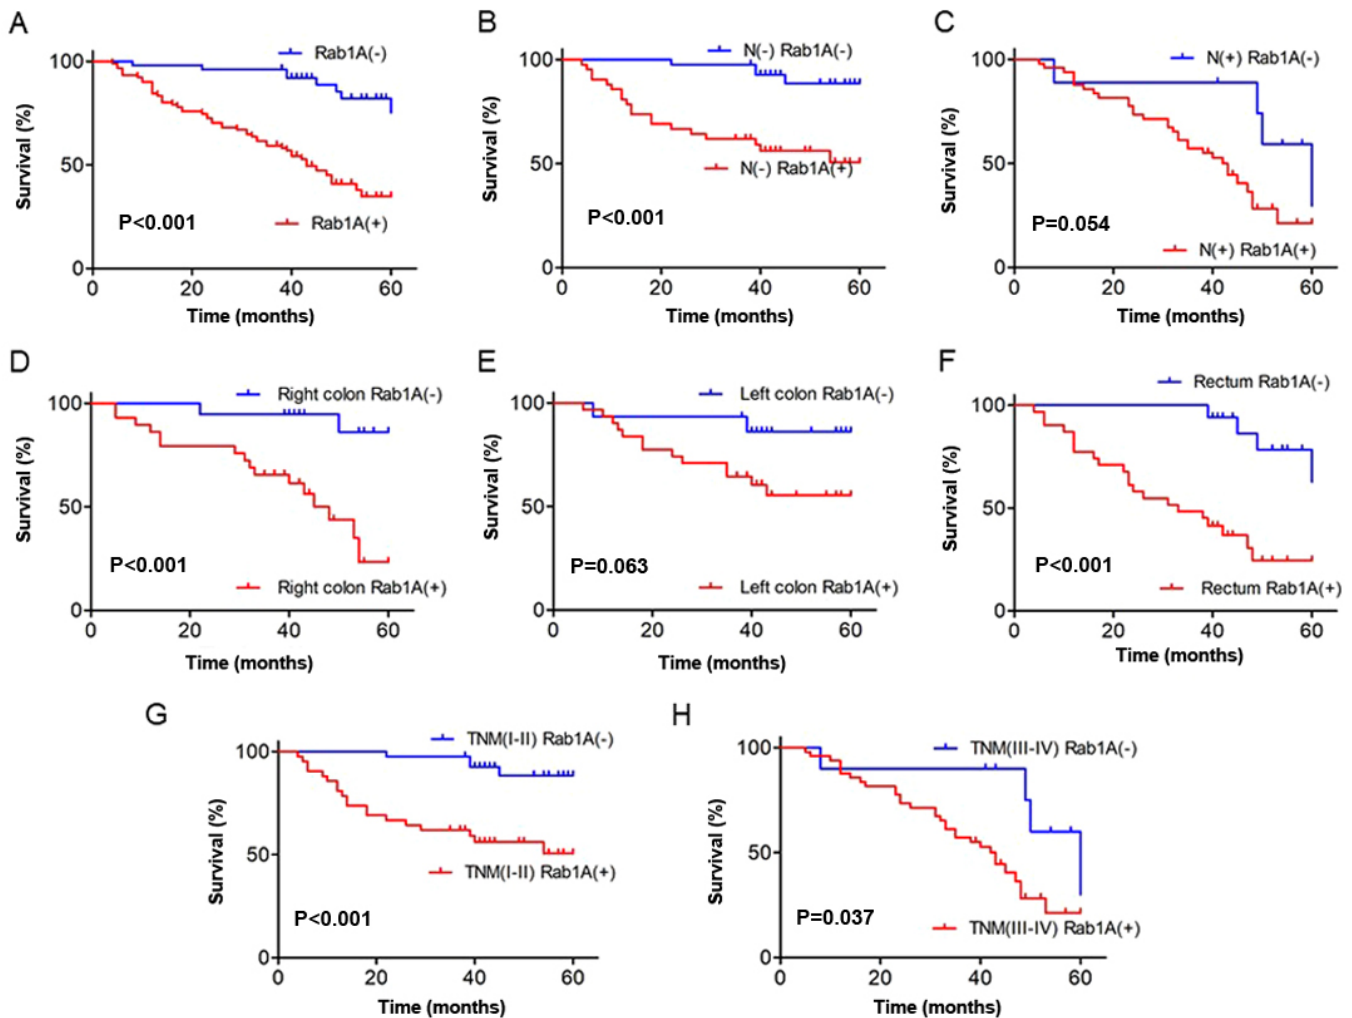 A
Rab1A(-)
100
50
0
Survival (%)
P<0.001
Rab1A(+)
0 20 40 60
Time (months)
B
N(-) Rab1A(-)
100
50
0
Survival (%)
N(-) Rab1A(+)
P<0.001
0 20 40 60
Time (months)
C
N(+) Rab1A(-)
100
50
0
Survival (%)
P=0.054
N(+) Rab1A(+)
0 20 40 60
Time (months)
D
Right colon Rab1A(-)
100
50
0
Survival (%)
P<0.001
Right colon Rab1A(+)
0 20 40 60
Time (months)
E
Left colon Rab1A(-)
100
50
0
Survival (%)
P=0.063
Left colon Rab1A(+)
0 20 40 60
Time (months)
F
Rectum Rab1A(-)
100
50
0
Survival (%)
P<0.001
Rectum Rab1A(+)
0 20 40 60
Time (months)
G
TNM(I-II) Rab1A(-)
100
50
0
Survival (%)
TNM(I-II) Rab1A(+)
P<0.001
0 20 40 60
Time (months)
H
TNM(III-IV) Rab1A(-)
100
50
0
Survival (%)
P=0.037
TNM(III-IV) Rab1A(+)
0 20 40 60
Time (months)